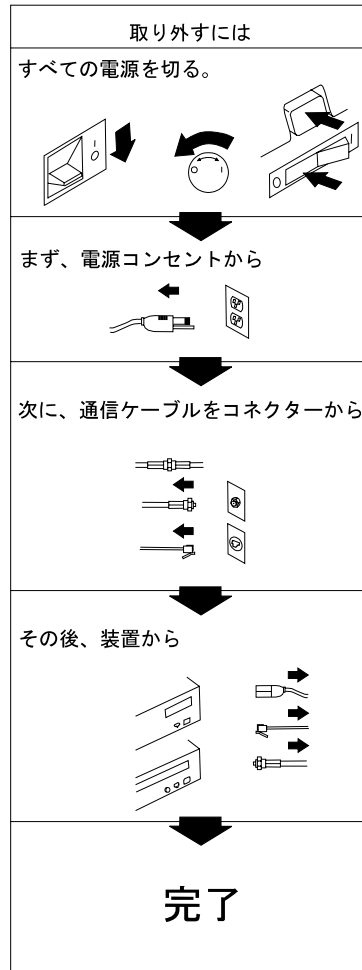 取り外すには
すべての電源を切る。
まず、電源コンセントから
次に、通信ケーブルをコネクターから
その後、装置から
完了